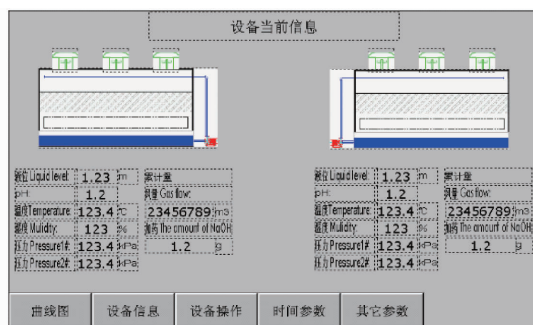 设备当前信息
液位 Liquid level: 1.23 m 累计量
pH: 1.2 风量 Gas flow:
温度 Temperature: 123.4 ℃ 23456789 m3
湿度 Mulidity: 123 % 加药 The amount of NaOH:
压力 Pressure1#: 123.4 kPa 1.2 g
压力 Pressure2#: 123.4 kPa
液位 Liquid level: 1.23 m 累计量
pH: 1.2 风量 Gas flow:
温度 Temperature: 123.4 ℃ 23456789 m3
湿度 Mulidity: 123 % 加药 The amount of NaOH:
压力 Pressure1# 123.4 kPa 1.2 g
压力 Pressure2#: 123.4 kPa
曲线图 设备信息 设备操作 时间参数 其它参数